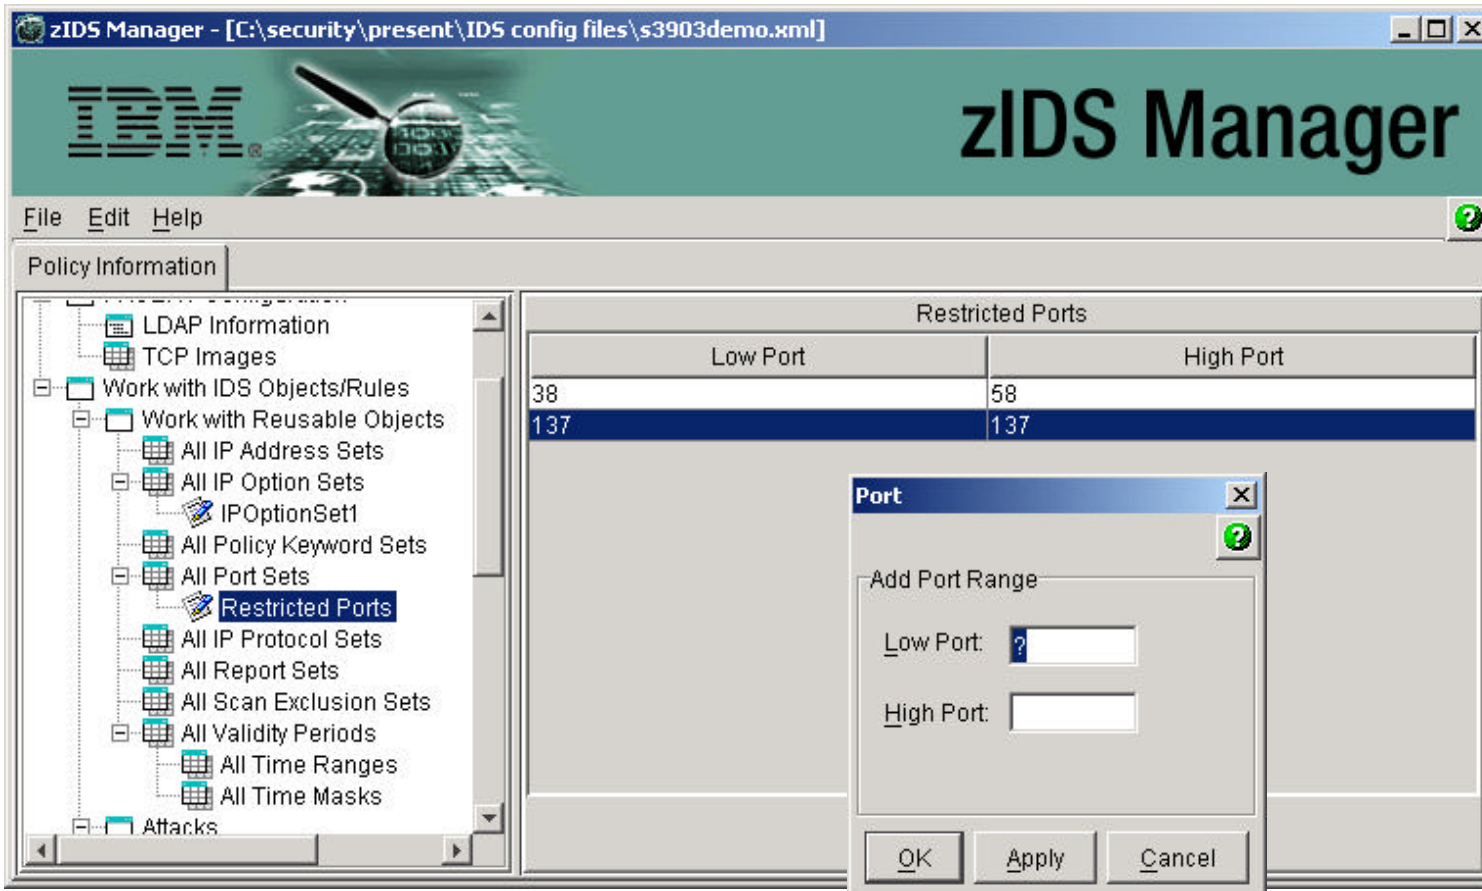 zIDS Manager - [C:\security\present\IDS config files\s3903demo.xml]
IBM®
zIDS Manager
File Edit Help
Policy Information
LDAP Information
TCP Images
Work with IDS Objects/Rules
Work with Reusable Objects
All IP Address Sets
All IP Option Sets
IPOptionSet1
All Policy Keyword Sets
All Port Sets
Restricted Ports
All IP Protocol Sets
All Report Sets
All Scan Exclusion Sets
All Validity Periods
All Time Ranges
All Time Masks
Attacks
Restricted Ports
Low Port High Port
38 58
137 137
Port
Add Port Range
Low Port: ?
High Port:
OK Apply Cancel